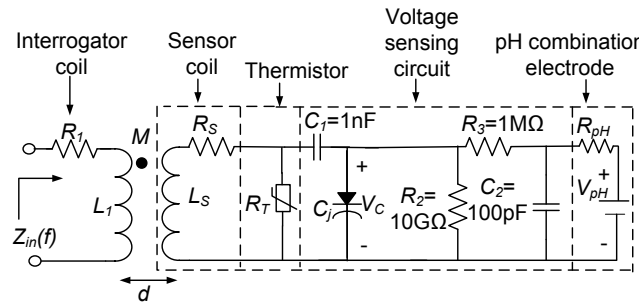 Interrogator coil
Sensor coil
Thermistor
Voltage sensing circuit
pH combination electrode
R1
M
L1
Zin(f)
d
RS
LS
RT
C1=1nF
Cj
+
VC
-
R2= 10GΩ
R3=1MΩ
C2= 100pF
RpH
+
VpH
-